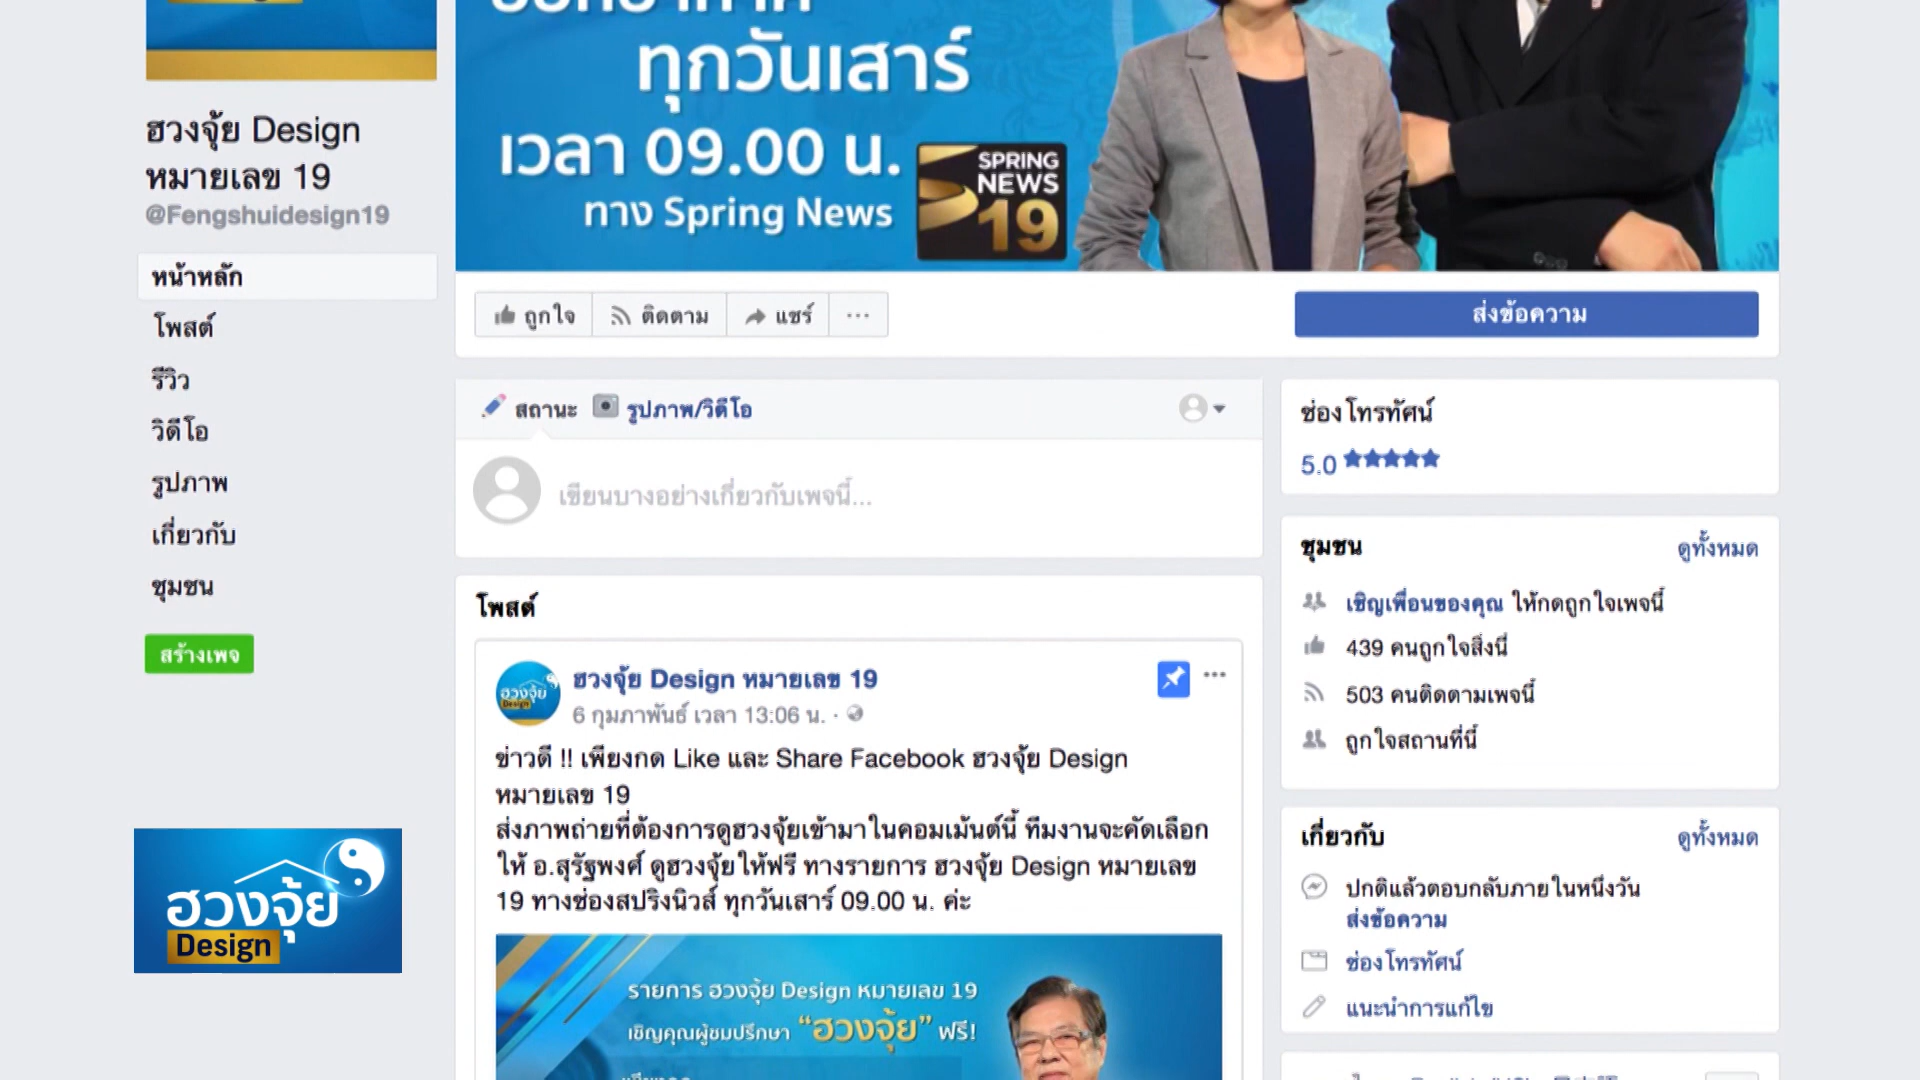 ทุกวันเสาร์
เวลา 09.00 น.
ทาง Spring News
SPRING
NEWS
19
ฮวงจุ้ย Design
หมายเลข 19
@Fengshuidesign19
หน้าหลัก
โพสต์
รีวิว
วิดีโอ
รูปภาพ
เกี่ยวกับ
ชุมชน
สร้างเพจ
ฮวงจุ้ย
Design
ถูกใจ ติดตาม แชร์ ...
ส่งข้อความ
สถานะ รูปภาพ/วิดีโอ
เขียนบางอย่างเกี่ยวกับเพจนี้...
โพสต์
ฮวงจุ้ย Design หมายเลข 19
6 กุมภาพันธ์ เวลา 13:06 น. ·
ข่าวดี !! เพียงกด Like และ Share Facebook ฮวงจุ้ย Design
หมายเลข 19
ส่งภาพถ่ายที่ต้องการดูฮวงจุ้ยเข้ามาในคอมเม้นต์นี้ ทีมงานจะคัดเลือก
ให้ อ.สุรัฐพงศ์ ดูฮวงจุ้ยให้ฟรี ทางรายการ ฮวงจุ้ย Design หมายเลข
19 ทางช่องสปริงนิวส์ ทุกวันเสาร์ 09.00 น. ค่ะ
รายการ ฮวงจุ้ย Design หมายเลข 19
เชิญคุณผู้ชมปรึกษา “ฮวงจุ้ย” ฟรี!
ช่องโทรทัศน์
5.0
ชุมชน ดูทั้งหมด
เชิญเพื่อนของคุณ ให้กดถูกใจเพจนี้
439 คนถูกใจสิ่งนี้
503 คนติดตามเพจนี้
ถูกใจสถานที่นี้
เกี่ยวกับ ดูทั้งหมด
ปกติแล้วตอบกลับภายในหนึ่งวัน
ส่งข้อความ
ช่องโทรทัศน์
แนะนำการแก้ไข